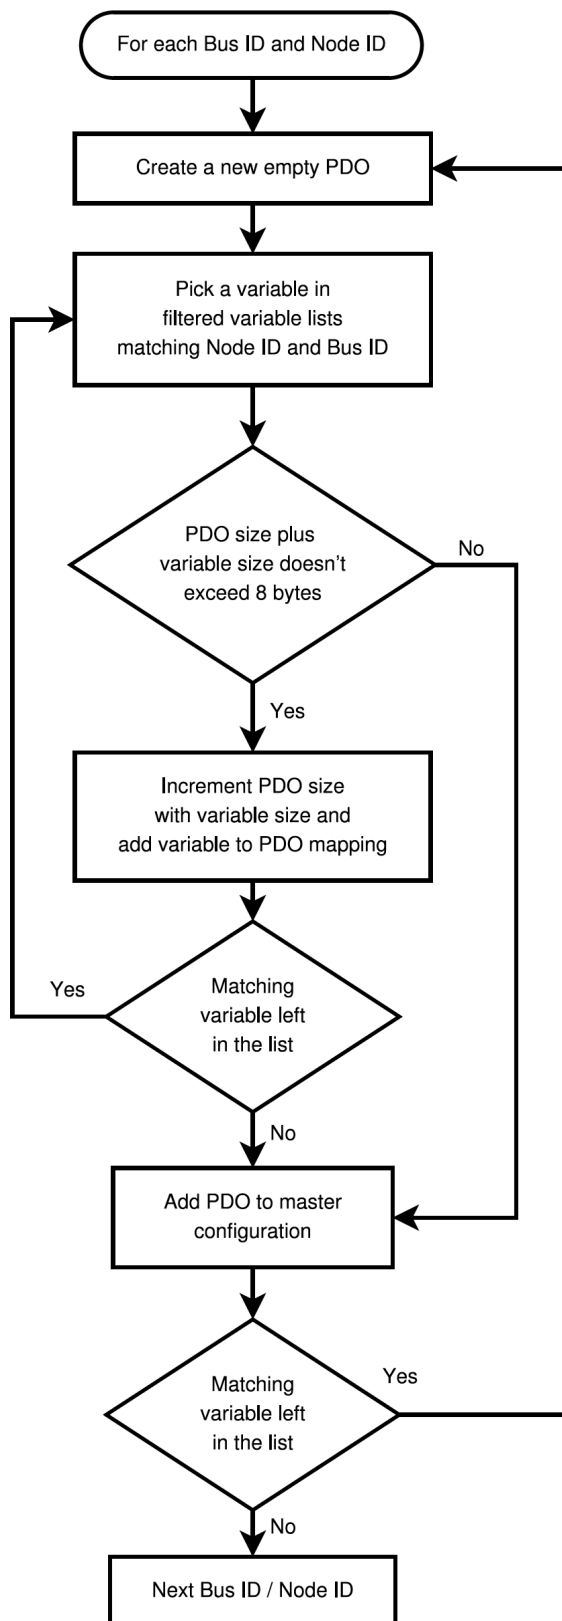 For each Bus ID and Node ID
Create a new empty PDO
Pick a variable in
filtered variable lists
matching Node ID and Bus ID
PDO size plus
variable size doesn't
exceed 8 bytes
No
Yes
Increment PDO size
with variable size and
add variable to PDO mapping
Matching
variable left
in the list
Yes
No
Add PDO to master
configuration
Matching
variable left
in the list
Yes
No
Next Bus ID / Node ID